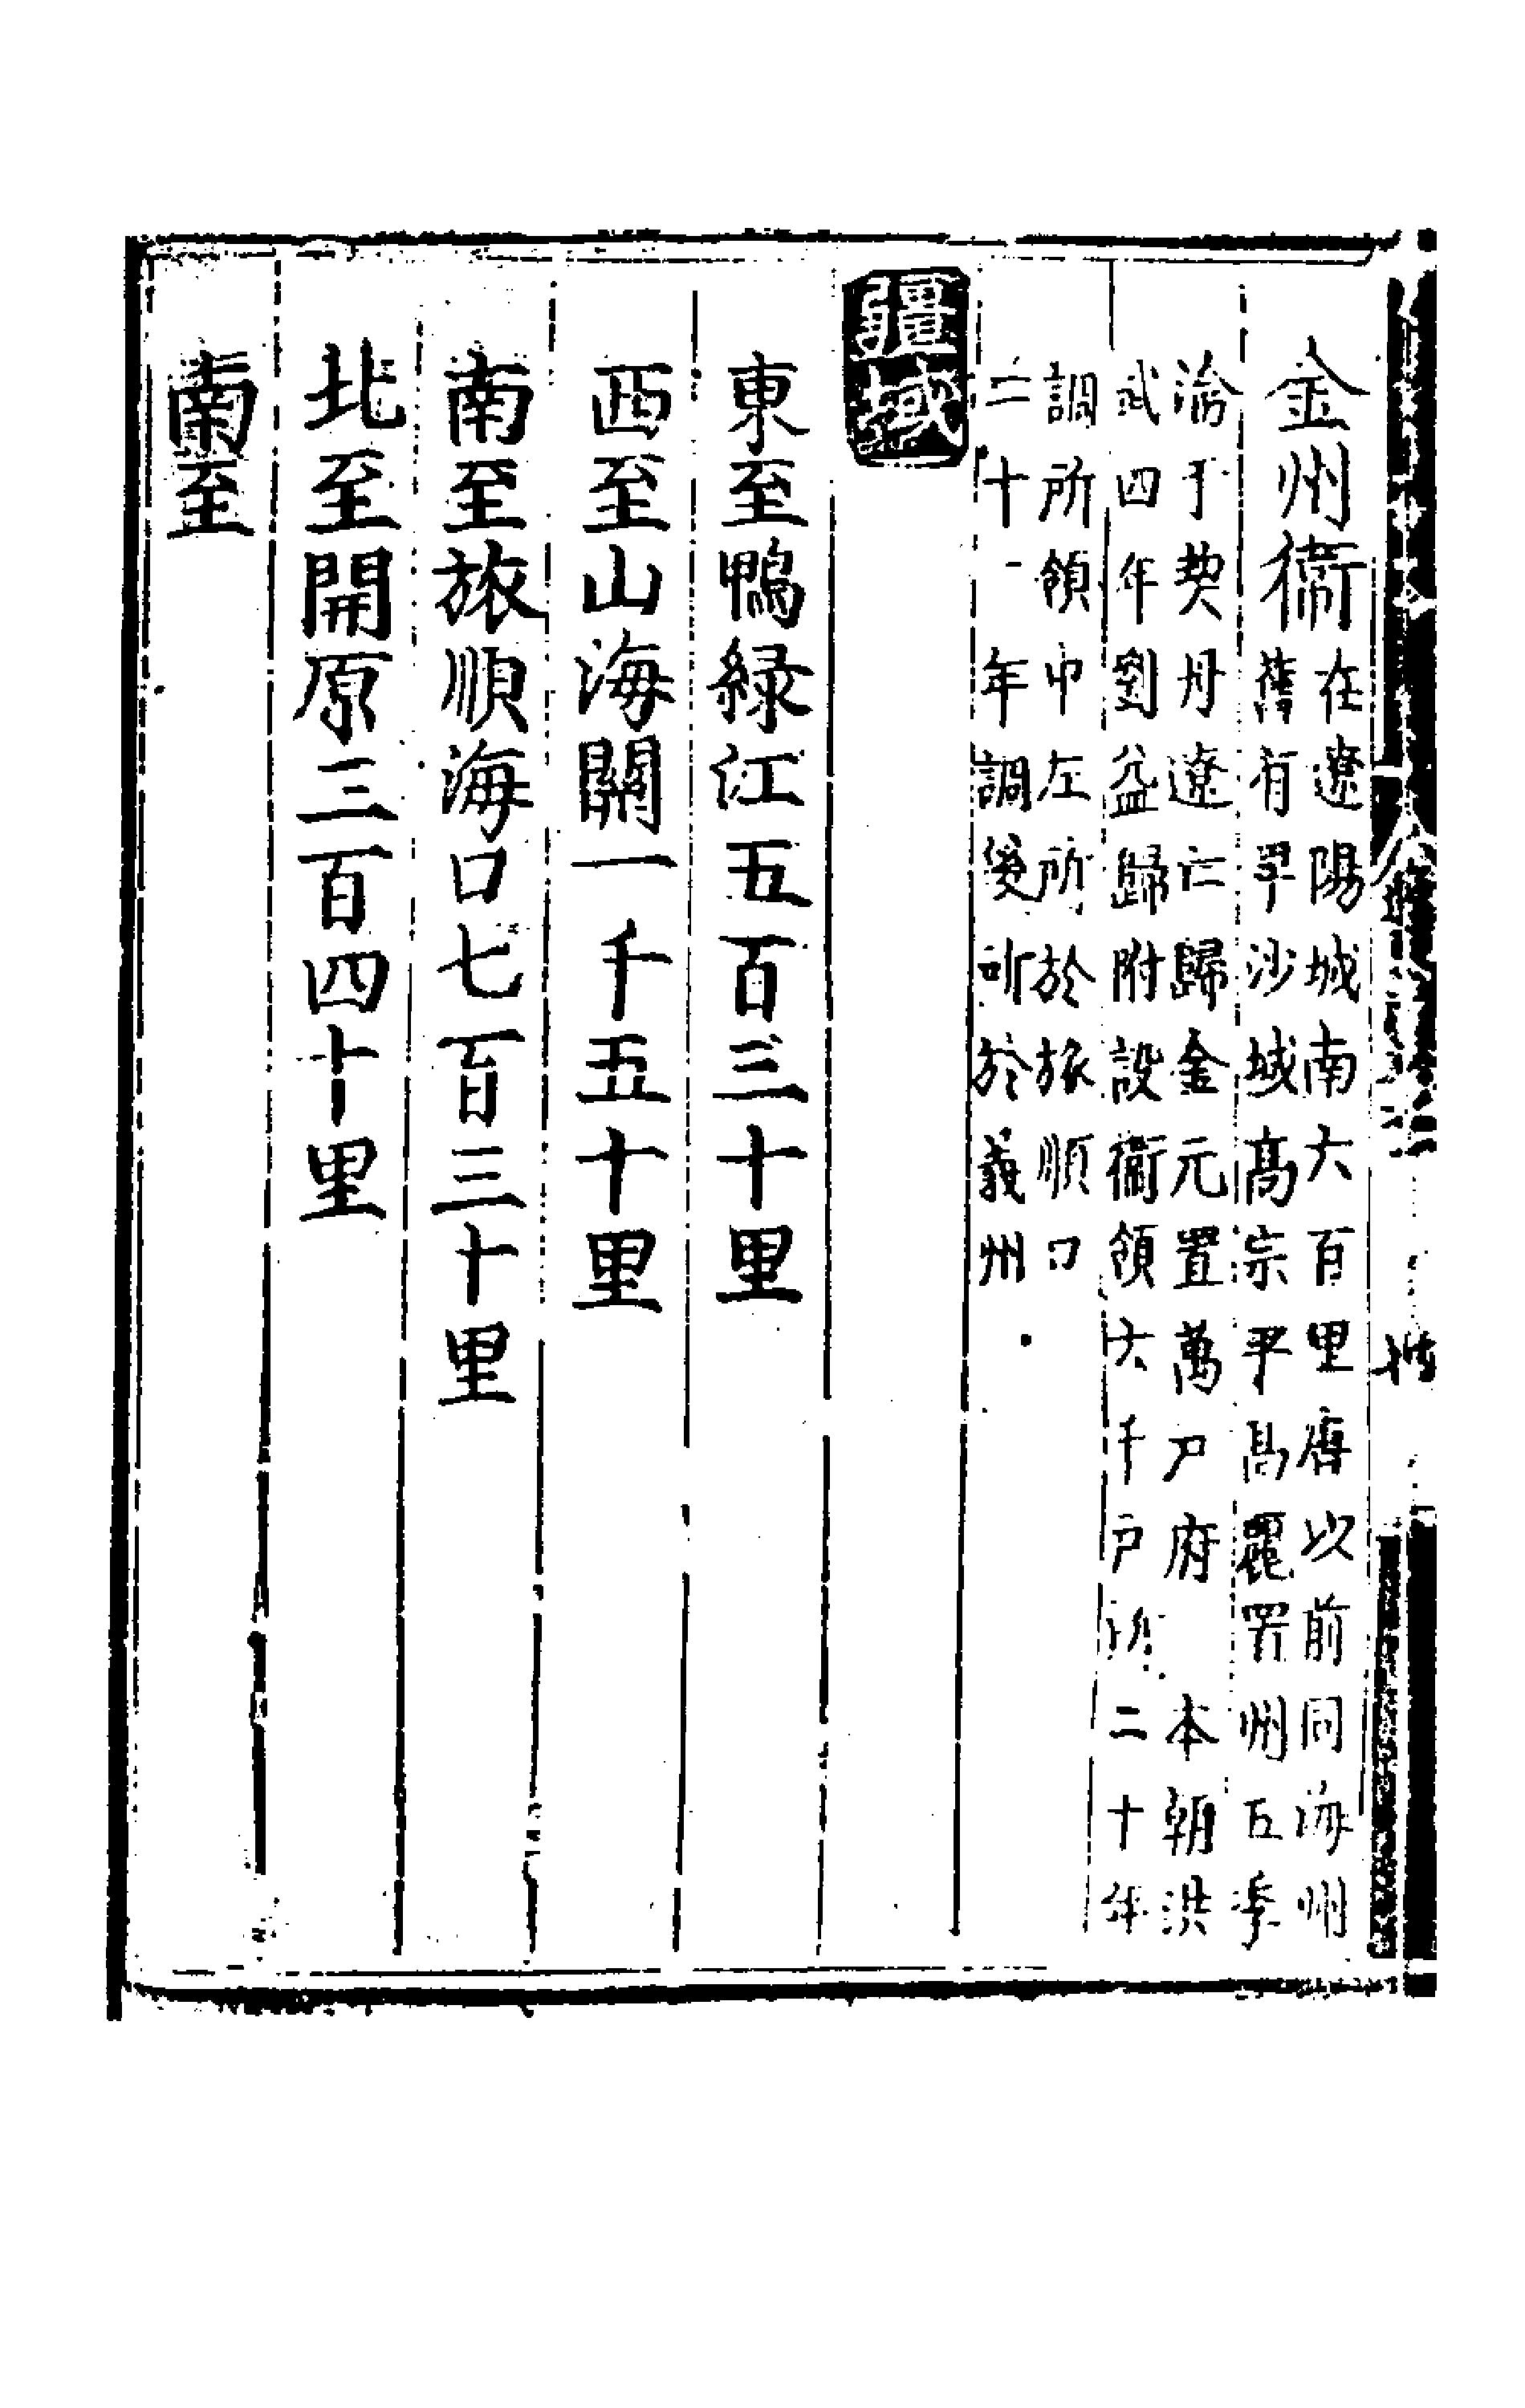 金州衛
在遼陽城南六百里唐以前同海州
舊有畢沙城高宗平髙麗置州五季
淪于契丹遼亡歸金元置萬户府　本朝洪
武四年劉益歸附設衛領六千户所二十年
調所領中左所於旅順口
二十一年調後所於義州
疆域
東至鴨緑江五百三十里
西至山海關一千五十里
南至旅順海口七百三十里
北至開原三百四十里
南至